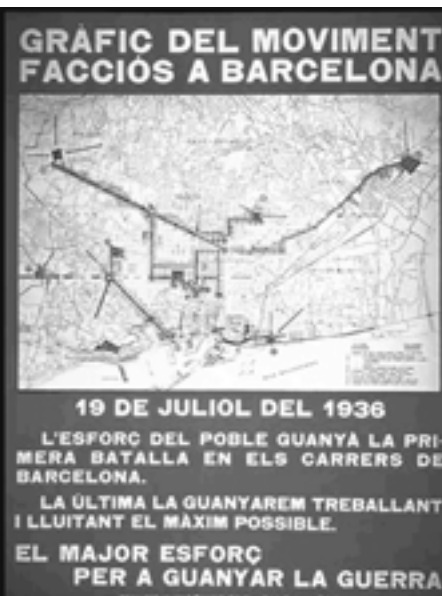 GRÀFIC DEL MOVIMENT
FACCIÓS A BARCELONA
19 DE JULIOL DEL 1936
L'ESFORÇ DEL POBLE GUANYÀ LA PRI-
MERA BATALLA EN ELS CARRERS DE
BARCELONA.
LA ÚLTIMA LA GUANYAREM TREBALLANT
I LLUITANT EL MÀXIM POSSIBLE.
EL MAJOR ESFORÇ
PER A GUANYAR LA GUERRA